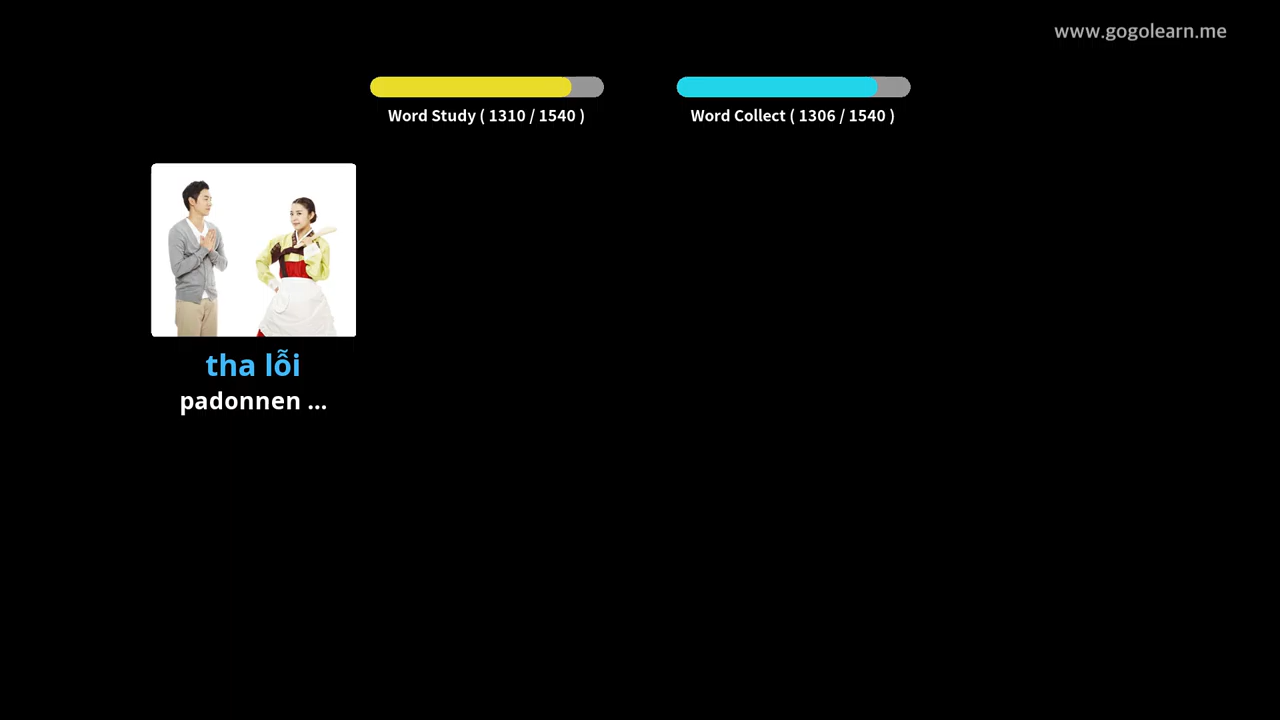 www.gogolearn.me
Word Study ( 1310 / 1540 )
Word Collect ( 1306 / 1540 )
tha lỗi
padonnen ...